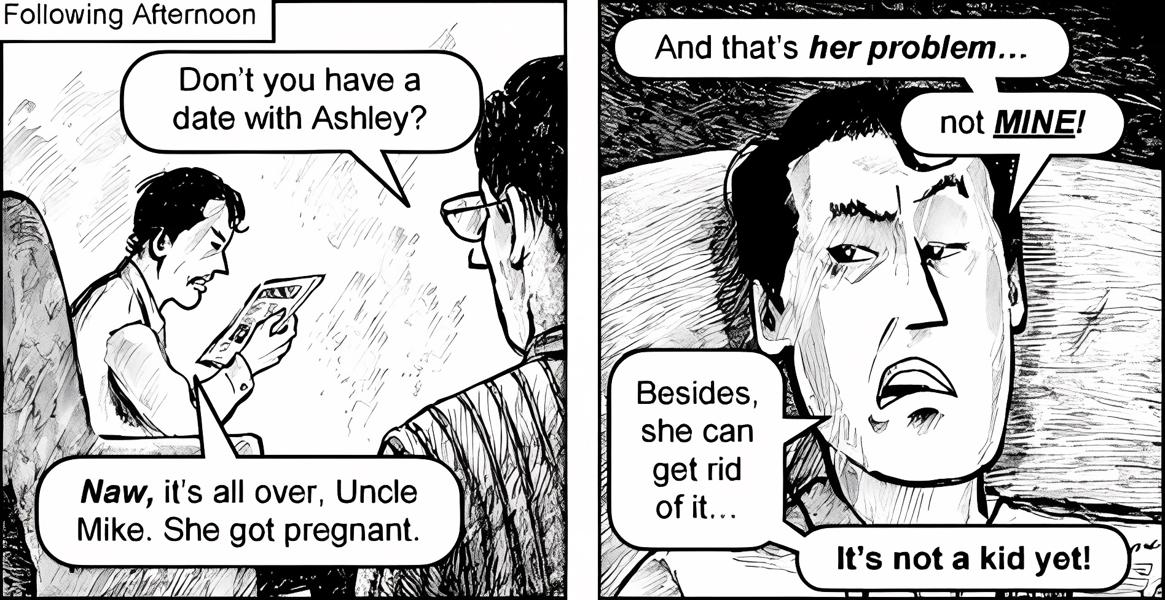 Following Afternoon
Don't you have a
date with Ashley?
Naw, it's all over, Uncle
Mike. She got pregnant.
And that's her problem...
not MINE!
Besides,
she can
get rid
of it...
It's not a kid yet!